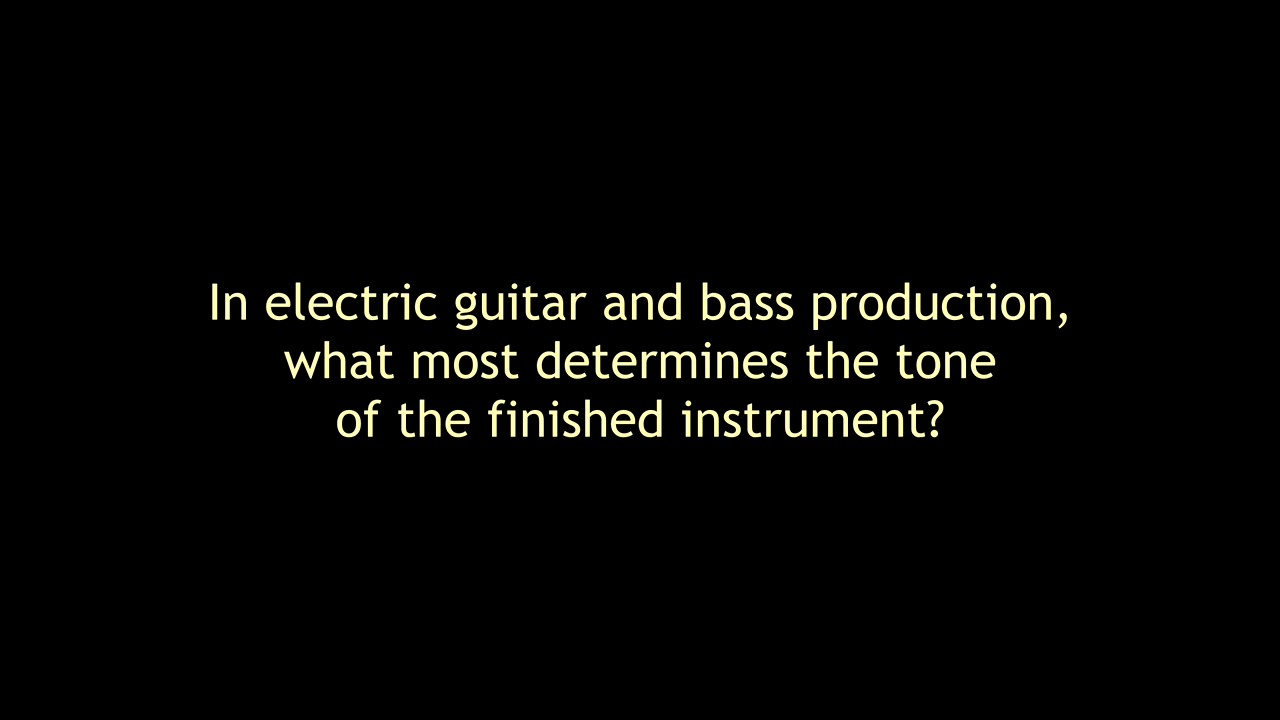 In electric guitar and bass production,
what most determines the tone
of the finished instrument?